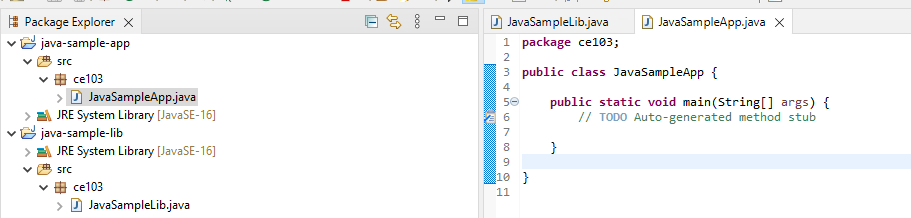 Package Explorer
java-sample-app
src
ce103
JavaSampleApp.java
JRE System Library [JavaSE-16]
java-sample-lib
JRE System Library [JavaSE-16]
src
ce103
JavaSampleLib.java
JavaSampleLib.java
JavaSampleApp.java
1 package ce103;
2
3 public class JavaSampleApp {
4
5 public static void main(String[] args) {
6 // TODO Auto-generated method stub
7
8 }
9
10 }
11